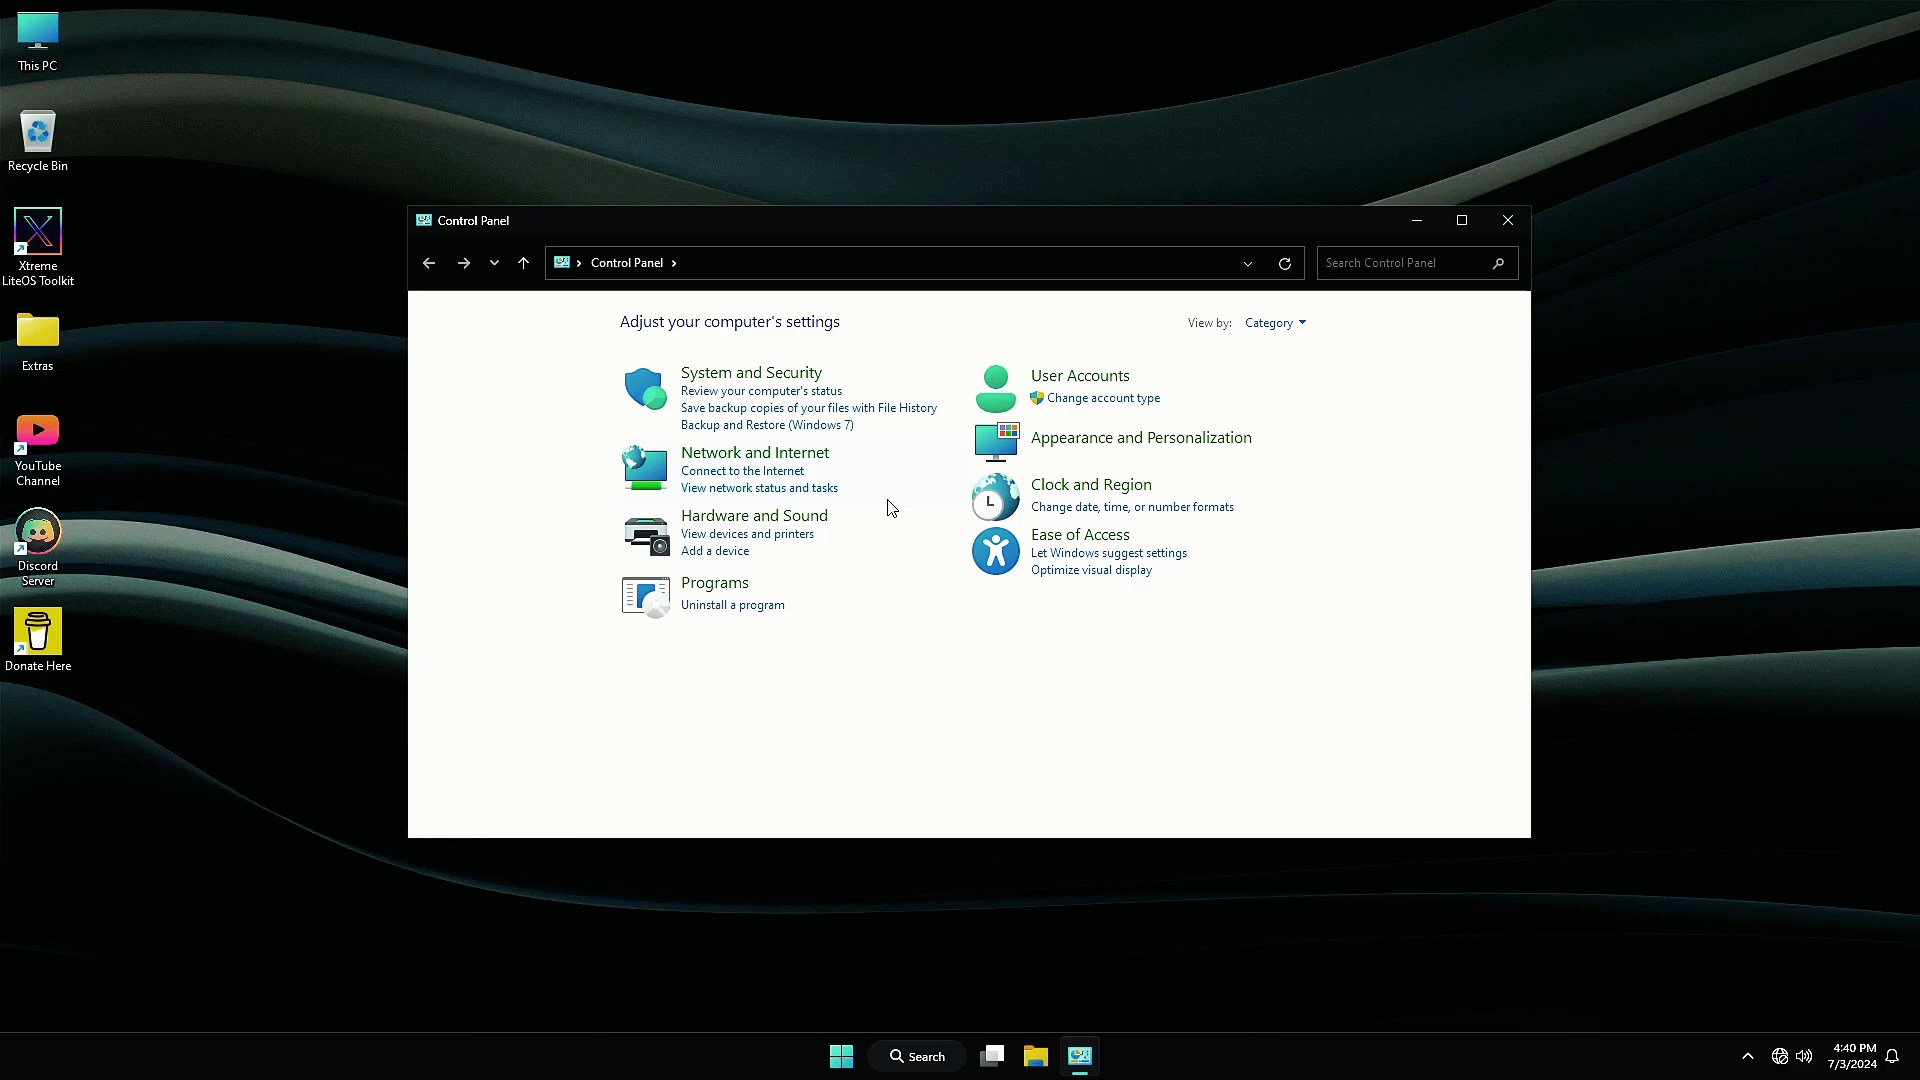 This PC
Recycle Bin
Xtreme
LiteOS Toolkit
Extras
YouTube
Channel
Discord
Server
Donate Here
Control Panel
Control Panel
Search Control Panel
Adjust your computer's settings
View by:
Category
System and Security
Review your computer's status
Save backup copies of your files with File History
Backup and Restore (Windows 7)
Network and Internet
Connect to the Internet
View network status and tasks
Hardware and Sound
View devices and printers
Add a device
Programs
Uninstall a program
User Accounts
Change account type
Appearance and Personalization
Clock and Region
Change date, time, or number formats
Ease of Access
Let Windows suggest settings
Optimize visual display
Search
4:40 PM
7/3/2024